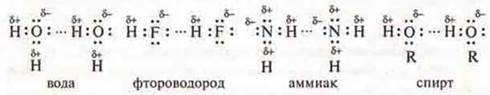 δ+ δ– δ+ δ– δ+ δ– δ+ δ– δ– δ+ δ– δ+ δ+ δ– δ+ δ–
H:O:···H:O: H:F:···H:F: :N:H···:N:H H:O:···H:O:
δ+ δ+ δ+ δ+
H H H H R R
вода фтороводород аммиак спирт